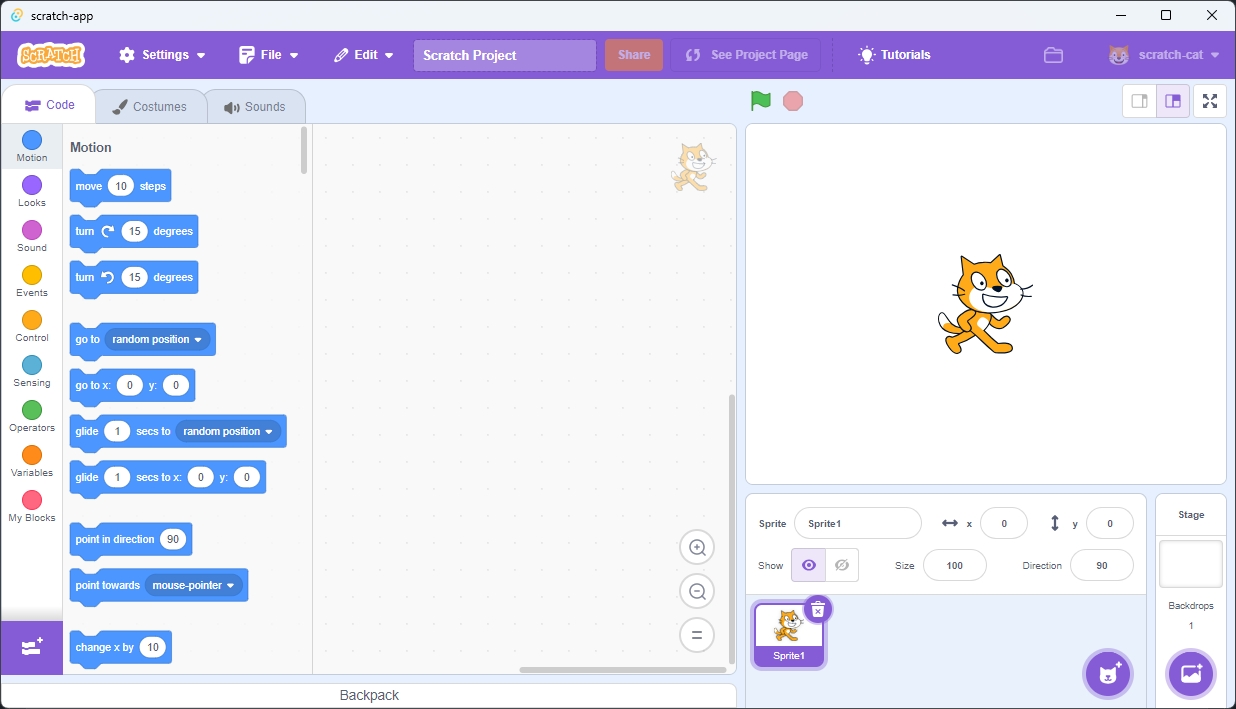 scratch-app
SCRATCH Settings File Edit Scratch Project Share See Project Page Tutorials scratch-cat
Code Costumes Sounds
Motion
Looks
Sound
Events
Control
Sensing
Operators
Variables
My Blocks
Motion
move 10 steps
turn 15 degrees
turn 15 degrees
go to random position
go to x: 0 y: 0
glide 1 secs to random position
glide 1 secs to x: 0 y: 0
point in direction 90
point towards mouse-pointer
change x by 10
Backpack
Sprite Sprite1 x 0 y 0
Show Size 100 Direction 90
Sprite1
Stage
Backdrops
1